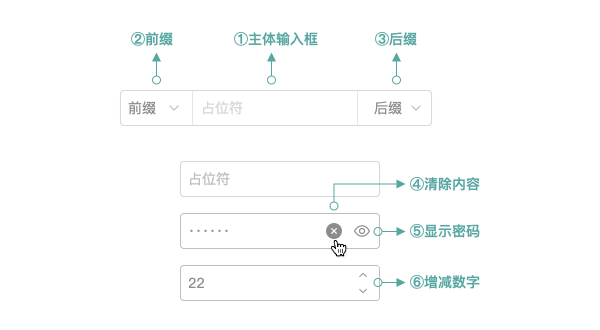 ②前缀 ①主体输入框 ③后缀
前缀 占位符 后缀
占位符
④清除内容
······
⑤显示密码
22
⑥增减数字